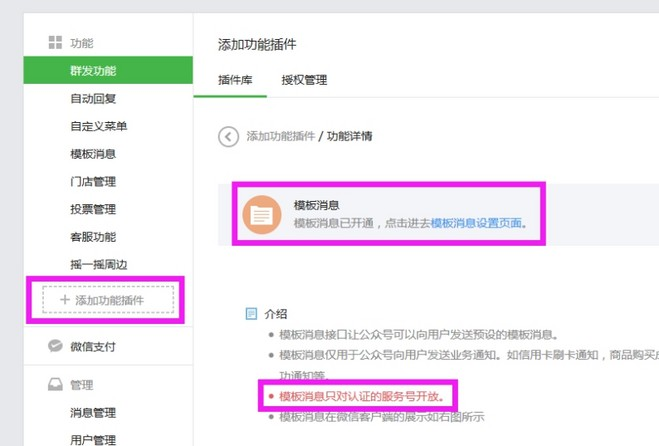 功能
群发功能
自动回复
自定义菜单
模板消息
门店管理
投票管理
客服功能
摇一摇周边
+ 添加功能插件
微信支付
管理
消息管理
用户管理
添加功能插件
插件库 授权管理
添加功能插件 / 功能详情
模板消息
模板消息已开通，点击进去模板消息设置页面。
介绍
• 模板消息接口让公众号可以向用户发送预设的模板消息。
• 模板消息仅用于公众号向用户发送业务通知。如信用卡刷卡通知，商品购买成
功通知等。
• 模板消息只对认证的服务号开放。
• 模板消息在微信客户端的展示如右图所示